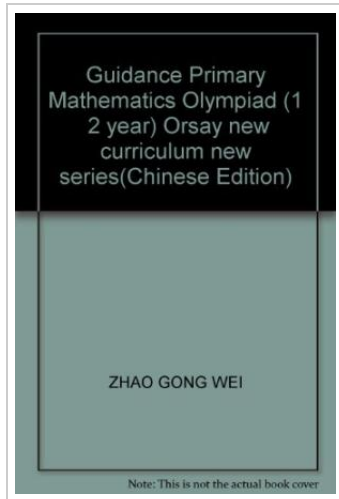 Guidance Primary
Mathematics Olympiad (1
2 year) Orsay new
curriculum new
series(Chinese Edition)
ZHAO GONG WEI
Note: This is not the actual book cover